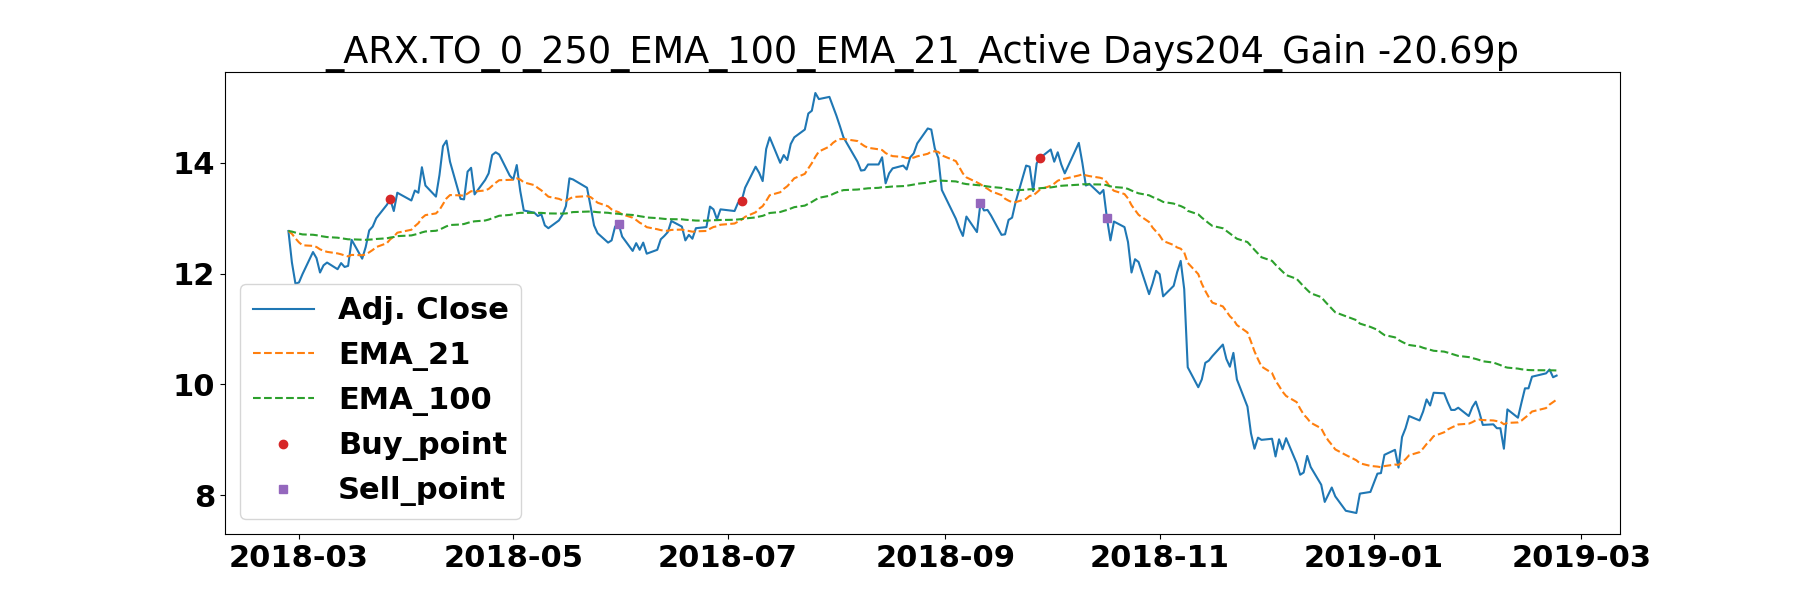 _ARX.TO_0_250_EMA_100_EMA_21_Active Days204_Gain -20.69p
14
12
10
8
Adj. Close
EMA_21
EMA_100
Buy_point
Sell_point
2018-03 2018-05 2018-07 2018-09 2018-11 2019-01 2019-03